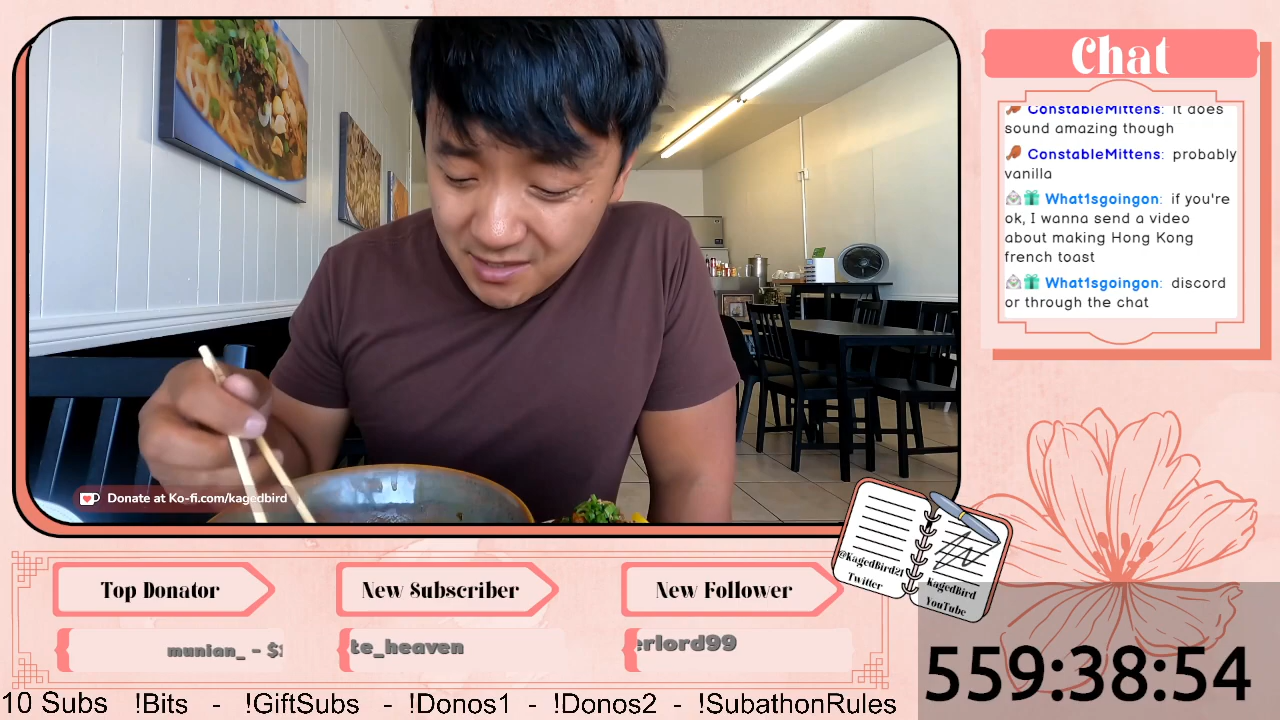 Chat
ConstableMittens: it does
sound amazing though
ConstableMittens: probably
vanilla
What1sgoingon: if you're
ok, I wanna send a video
about making Hong Kong
french toast
What1sgoingon: discord
or through the chat
Donate at Ko-fi.com/kagedbird
@KagedBird21
Twitter
KagedBird
YouTube
Top Donator
New Subscriber
New Follower
munian_ - $
te_heaven
erlord99
559:38:54
10 Subs !Bits - !GiftSubs - !Donos1 - !Donos2 - !SubathonRules